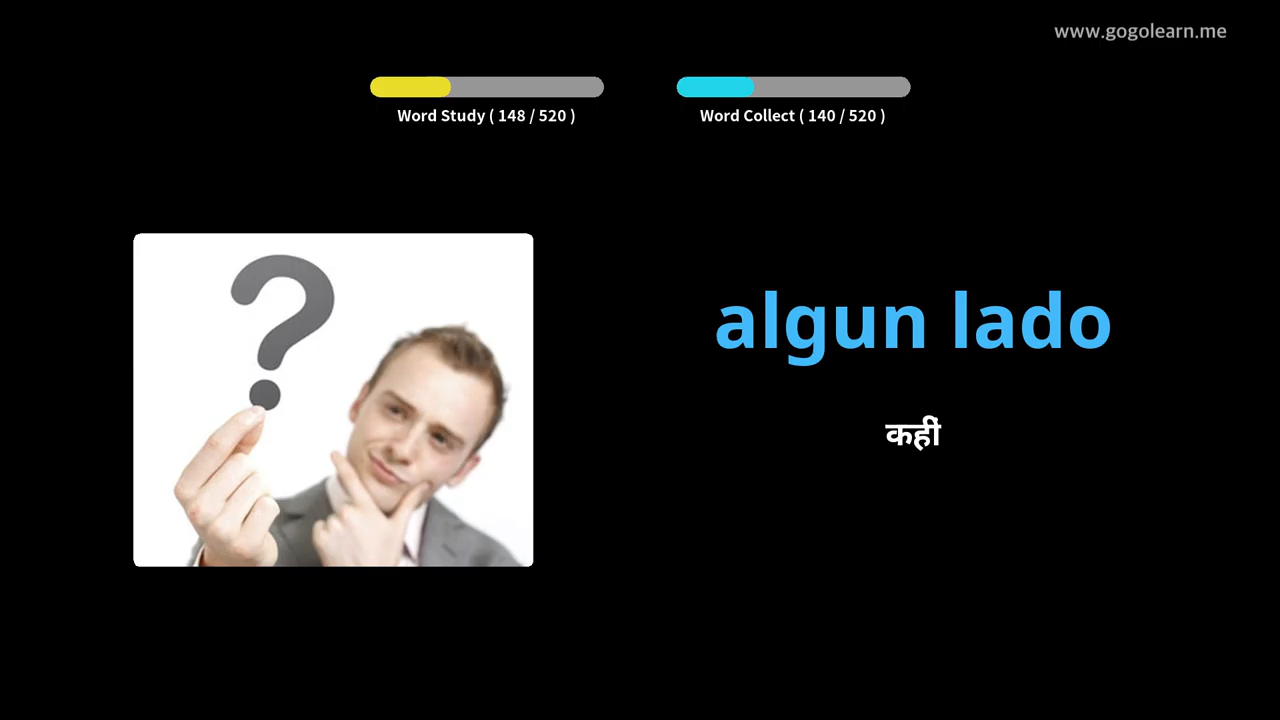 www.gogolearn.me
Word Study ( 148 / 520 )
Word Collect ( 140 / 520 )
algun lado
कहीं